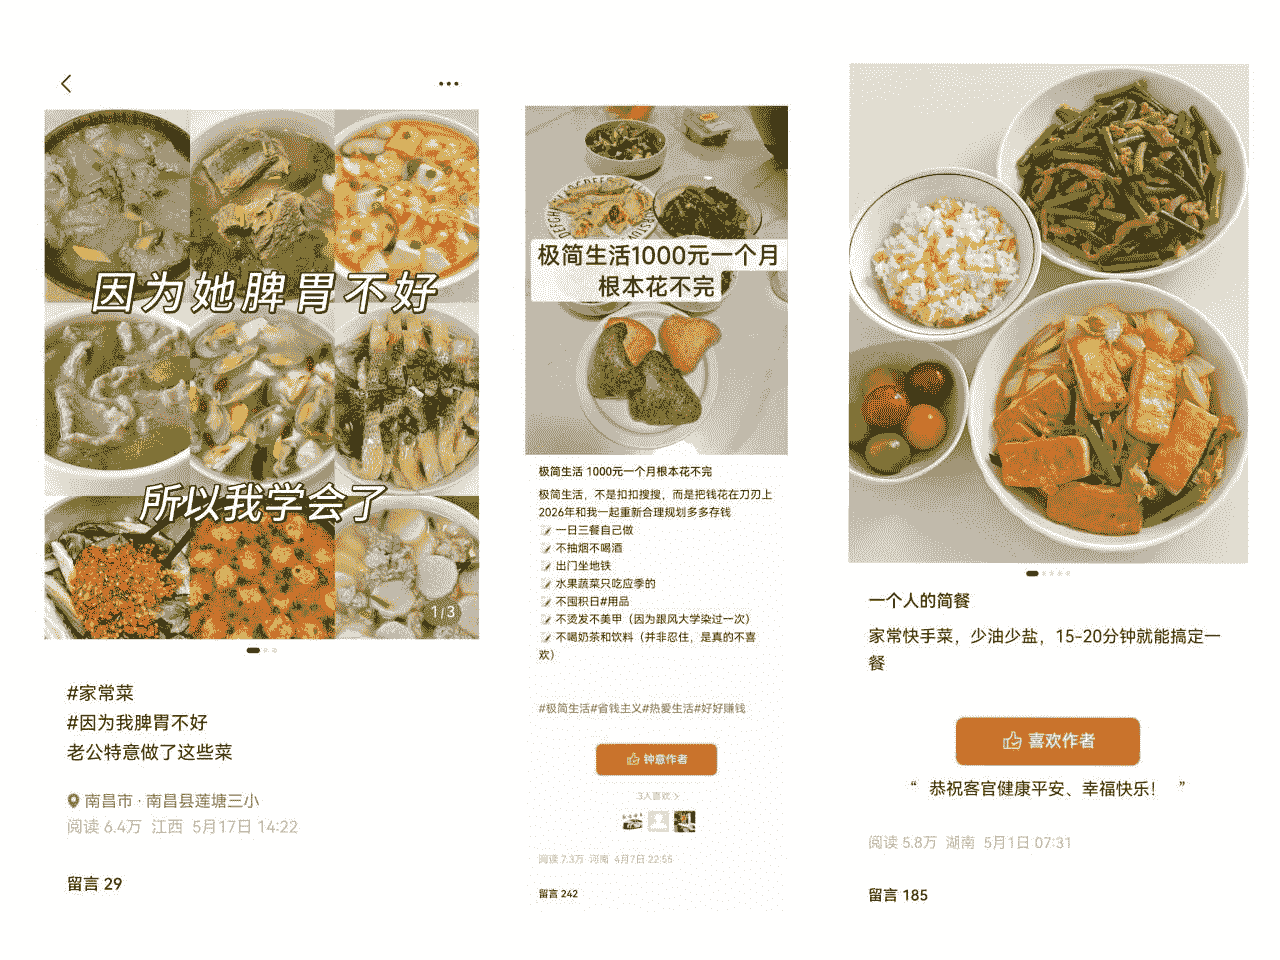 因为她脾胃不好
所以我学会了
1/3
#家常菜
#因为我脾胃不好
老公特意做了这些菜
南昌市·南昌县莲塘三小
阅读 6.4万 江西 5月17日 14:22
留言 29
极简生活1000元一个月
根本花不完
极简生活 1000元一个月根本花不完
极简生活，不是扣扣搜搜，而是把钱花在刀刃上
2026年和我一起重新合理规划多多存钱
📝 一日三餐自己做
📝 不抽烟不喝酒
📝 出门坐地铁
📝 水果蔬菜只吃应季的
📝 不囤积日#用品
📝 不烫发不美甲（因为跟风大学染过一次）
📝 不喝奶茶和饮料（并非忍住，是真的不喜
欢）
#极简生活#省钱主义#热爱生活#好好赚钱
钟意作者
3人喜欢 >
阅读 7.3万 河南 4月7日 22:55
留言 242
一个人的简餐
家常快手菜，少油少盐，15-20分钟就能搞定一
餐
喜欢作者
“ 恭祝客官健康平安、幸福快乐！ ”
阅读 5.8万 湖南 5月1日 07:31
留言 185